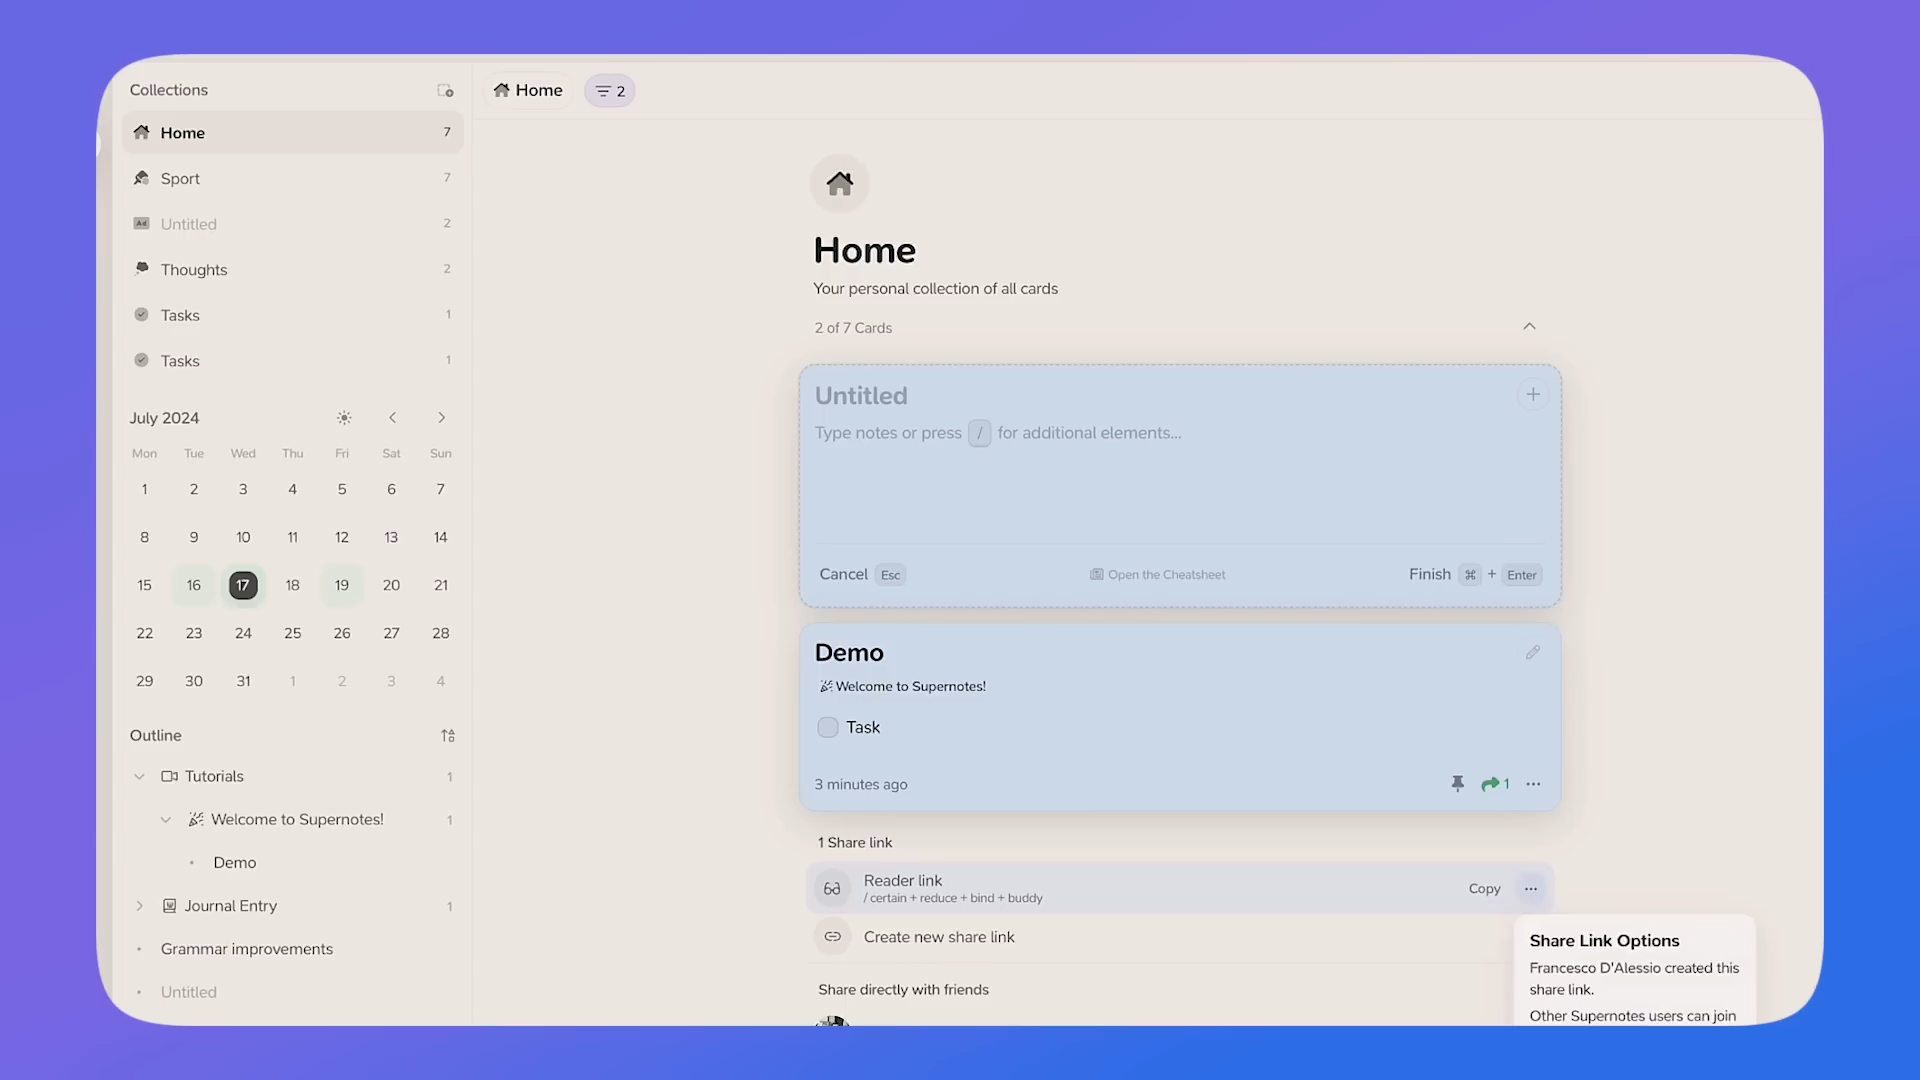 Collections
Home 7
Sport 7
Untitled 2
Thoughts 2
Tasks 1
Tasks 1
July 2024
Mon Tue Wed Thu Fri Sat Sun
1 2 3 4 5 6 7
8 9 10 11 12 13 14
15 16 17 18 19 20 21
22 23 24 25 26 27 28
29 30 31 1 2 3 4
Outline
Tutorials 1
Welcome to Supernotes! 1
Demo
Journal Entry 1
Grammar improvements
Untitled
Home 2
Home
Your personal collection of all cards
2 of 7 Cards
Untitled
Type notes or press / for additional elements...
Cancel Esc Open the Cheatsheet Finish ⌘ + Enter
Demo
Welcome to Supernotes!
Task
3 minutes ago 1
1 Share link
Reader link
/ certain + reduce + bind + buddy
Copy
Create new share link
Share directly with friends
Share Link Options
Francesco D'Alessio created this
share link.
Other Supernotes users can join